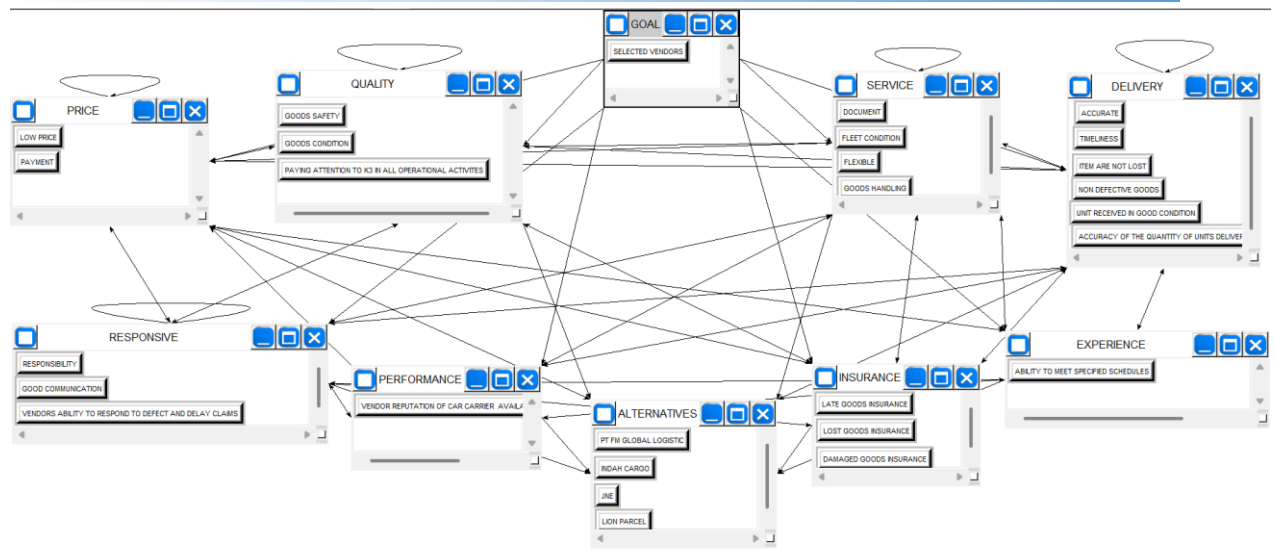 GOAL
SELECTED VENDORS
PRICE
LOW PRICE
PAYMENT
QUALITY
GOODS SAFETY
GOODS CONDITION
PAYING ATTENTION TO K3 IN ALL OPERATIONAL ACTIVITES
SERVICE
DOCUMENT
FLEET CONDITION
FLEXIBLE
GOODS HANDLING
DELIVERY
ACCURATE
TIMELINESS
ITEM ARE NOT LOST
NON DEFECTIVE GOODS
UNIT RECEIVED IN GOOD CONDITION
ACCURACY OF THE QUANTITY OF UNITS DELIVER
RESPONSIVE
RESPONSIBILITY
GOOD COMMUNICATION
VENDORS ABILITY TO RESPOND TO DEFECT AND DELAY CLAIMS
PERFORMANCE
VENDOR REPUTATION OF CAR CARRIER AVAILA
ALTERNATIVES
PT FM GLOBAL LOGISTIC
INDAH CARGO
JNE
LION PARCEL
INSURANCE
LATE GOODS INSURANCE
LOST GOODS INSURANCE
DAMAGED GOODS INSURANCE
EXPERIENCE
ABILITY TO MEET SPECIFIED SCHEDULES